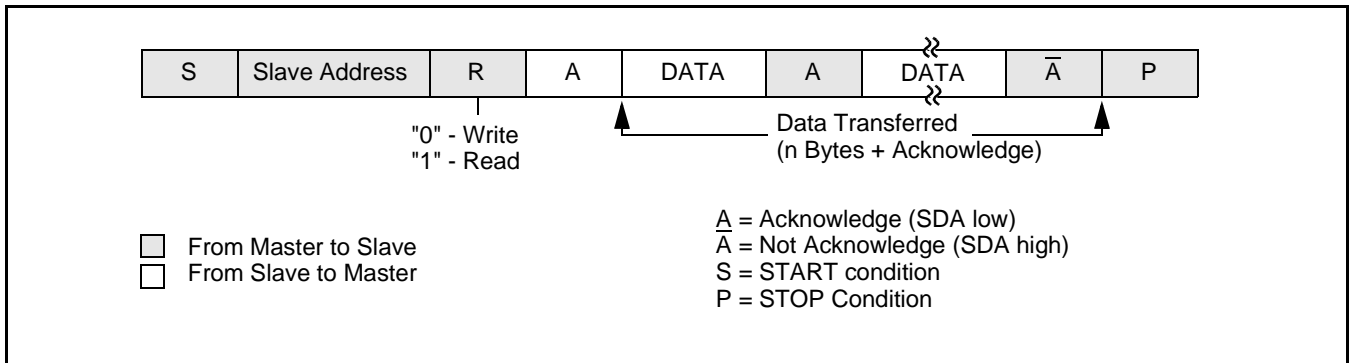 S Slave Address R A DATA A DATA A̅ P
"0" - Write
"1" - Read
Data Transferred
(n Bytes + Acknowledge)
From Master to Slave
From Slave to Master
A = Acknowledge (SDA low)
A̅ = Not Acknowledge (SDA high)
S = START condition
P = STOP Condition